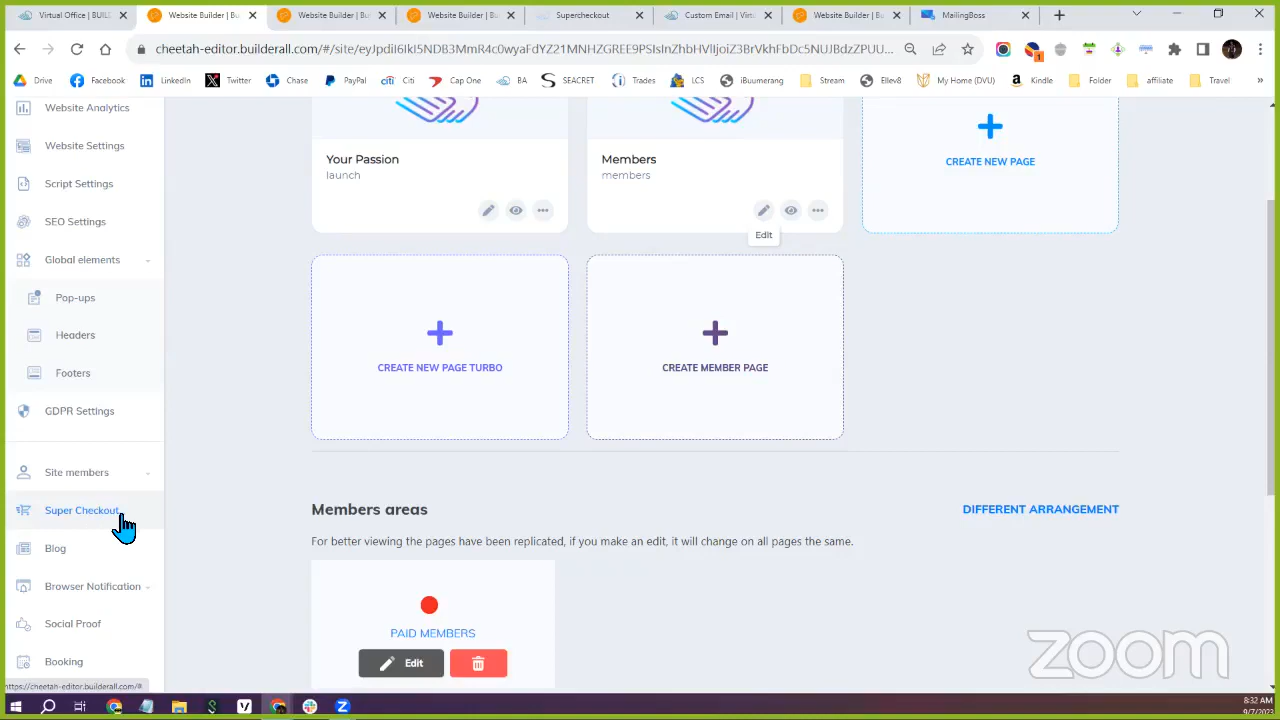 Virtual Office | BUILE
Website Builder | Bu
Website Builder | Bu
Website Builder | Bu
Supercheckout
Custom Email | Virtu
Website Builder | Bu
MailingBoss
cheetah-editor.builderall.com/#/site/
Drive
Facebook
LinkedIn
Twitter
Chase
PayPal
Citi
Cap One
BA
SEACRET
Trades
LCS
iBuumerang
Stream
Ellev8
My Home (DVU)
Kindle
Folder
affiliate
Travel
»
Website Analytics
Website Settings
Script Settings
SEO Settings
Global elements
Pop-ups
Headers
Footers
GDPR Settings
Site members
Super Checkout
Blog
Browser Notification
Social Proof
Booking
https://cheetah-editor.builderall.com/#
Your Passion
launch
Members
members
Edit
CREATE NEW PAGE
CREATE NEW PAGE TURBO
CREATE MEMBER PAGE
Members areas
DIFFERENT ARRANGEMENT
For better viewing the pages have been replicated, if you make an edit, it will change on all pages the same.
PAID MEMBERS
Edit
zoom
8:32 AM
9/7/2023